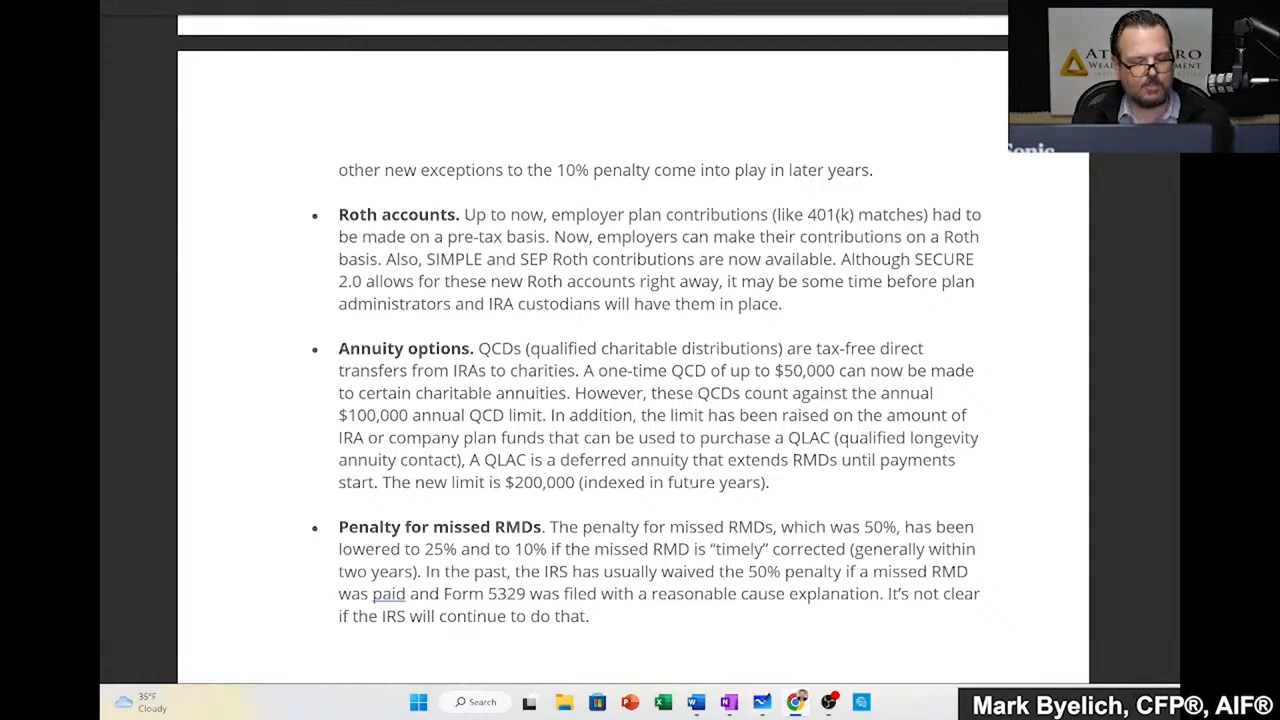 other new exceptions to the 10% penalty come into play in later years.
Roth accounts. Up to now, employer plan contributions (like 401(k) matches) had to
be made on a pre-tax basis. Now, employers can make their contributions on a Roth
basis. Also, SIMPLE and SEP Roth contributions are now available. Although SECURE
2.0 allows for these new Roth accounts right away, it may be some time before plan
administrators and IRA custodians will have them in place.
Annuity options. QCDs (qualified charitable distributions) are tax-free direct
transfers from IRAs to charities. A one-time QCD of up to $50,000 can now be made
to certain charitable annuities. However, these QCDs count against the annual
$100,000 annual QCD limit. In addition, the limit has been raised on the amount of
IRA or company plan funds that can be used to purchase a QLAC (qualified longevity
annuity contact), A QLAC is a deferred annuity that extends RMDs until payments
start. The new limit is $200,000 (indexed in future years).
Penalty for missed RMDs. The penalty for missed RMDs, which was 50%, has been
lowered to 25% and to 10% if the missed RMD is “timely” corrected (generally within
two years). In the past, the IRS has usually waived the 50% penalty if a missed RMD
was paid and Form 5329 was filed with a reasonable cause explanation. It’s not clear
if the IRS will continue to do that.
35°F
Cloudy
Search
Mark Byelich, CFP®, AIF®